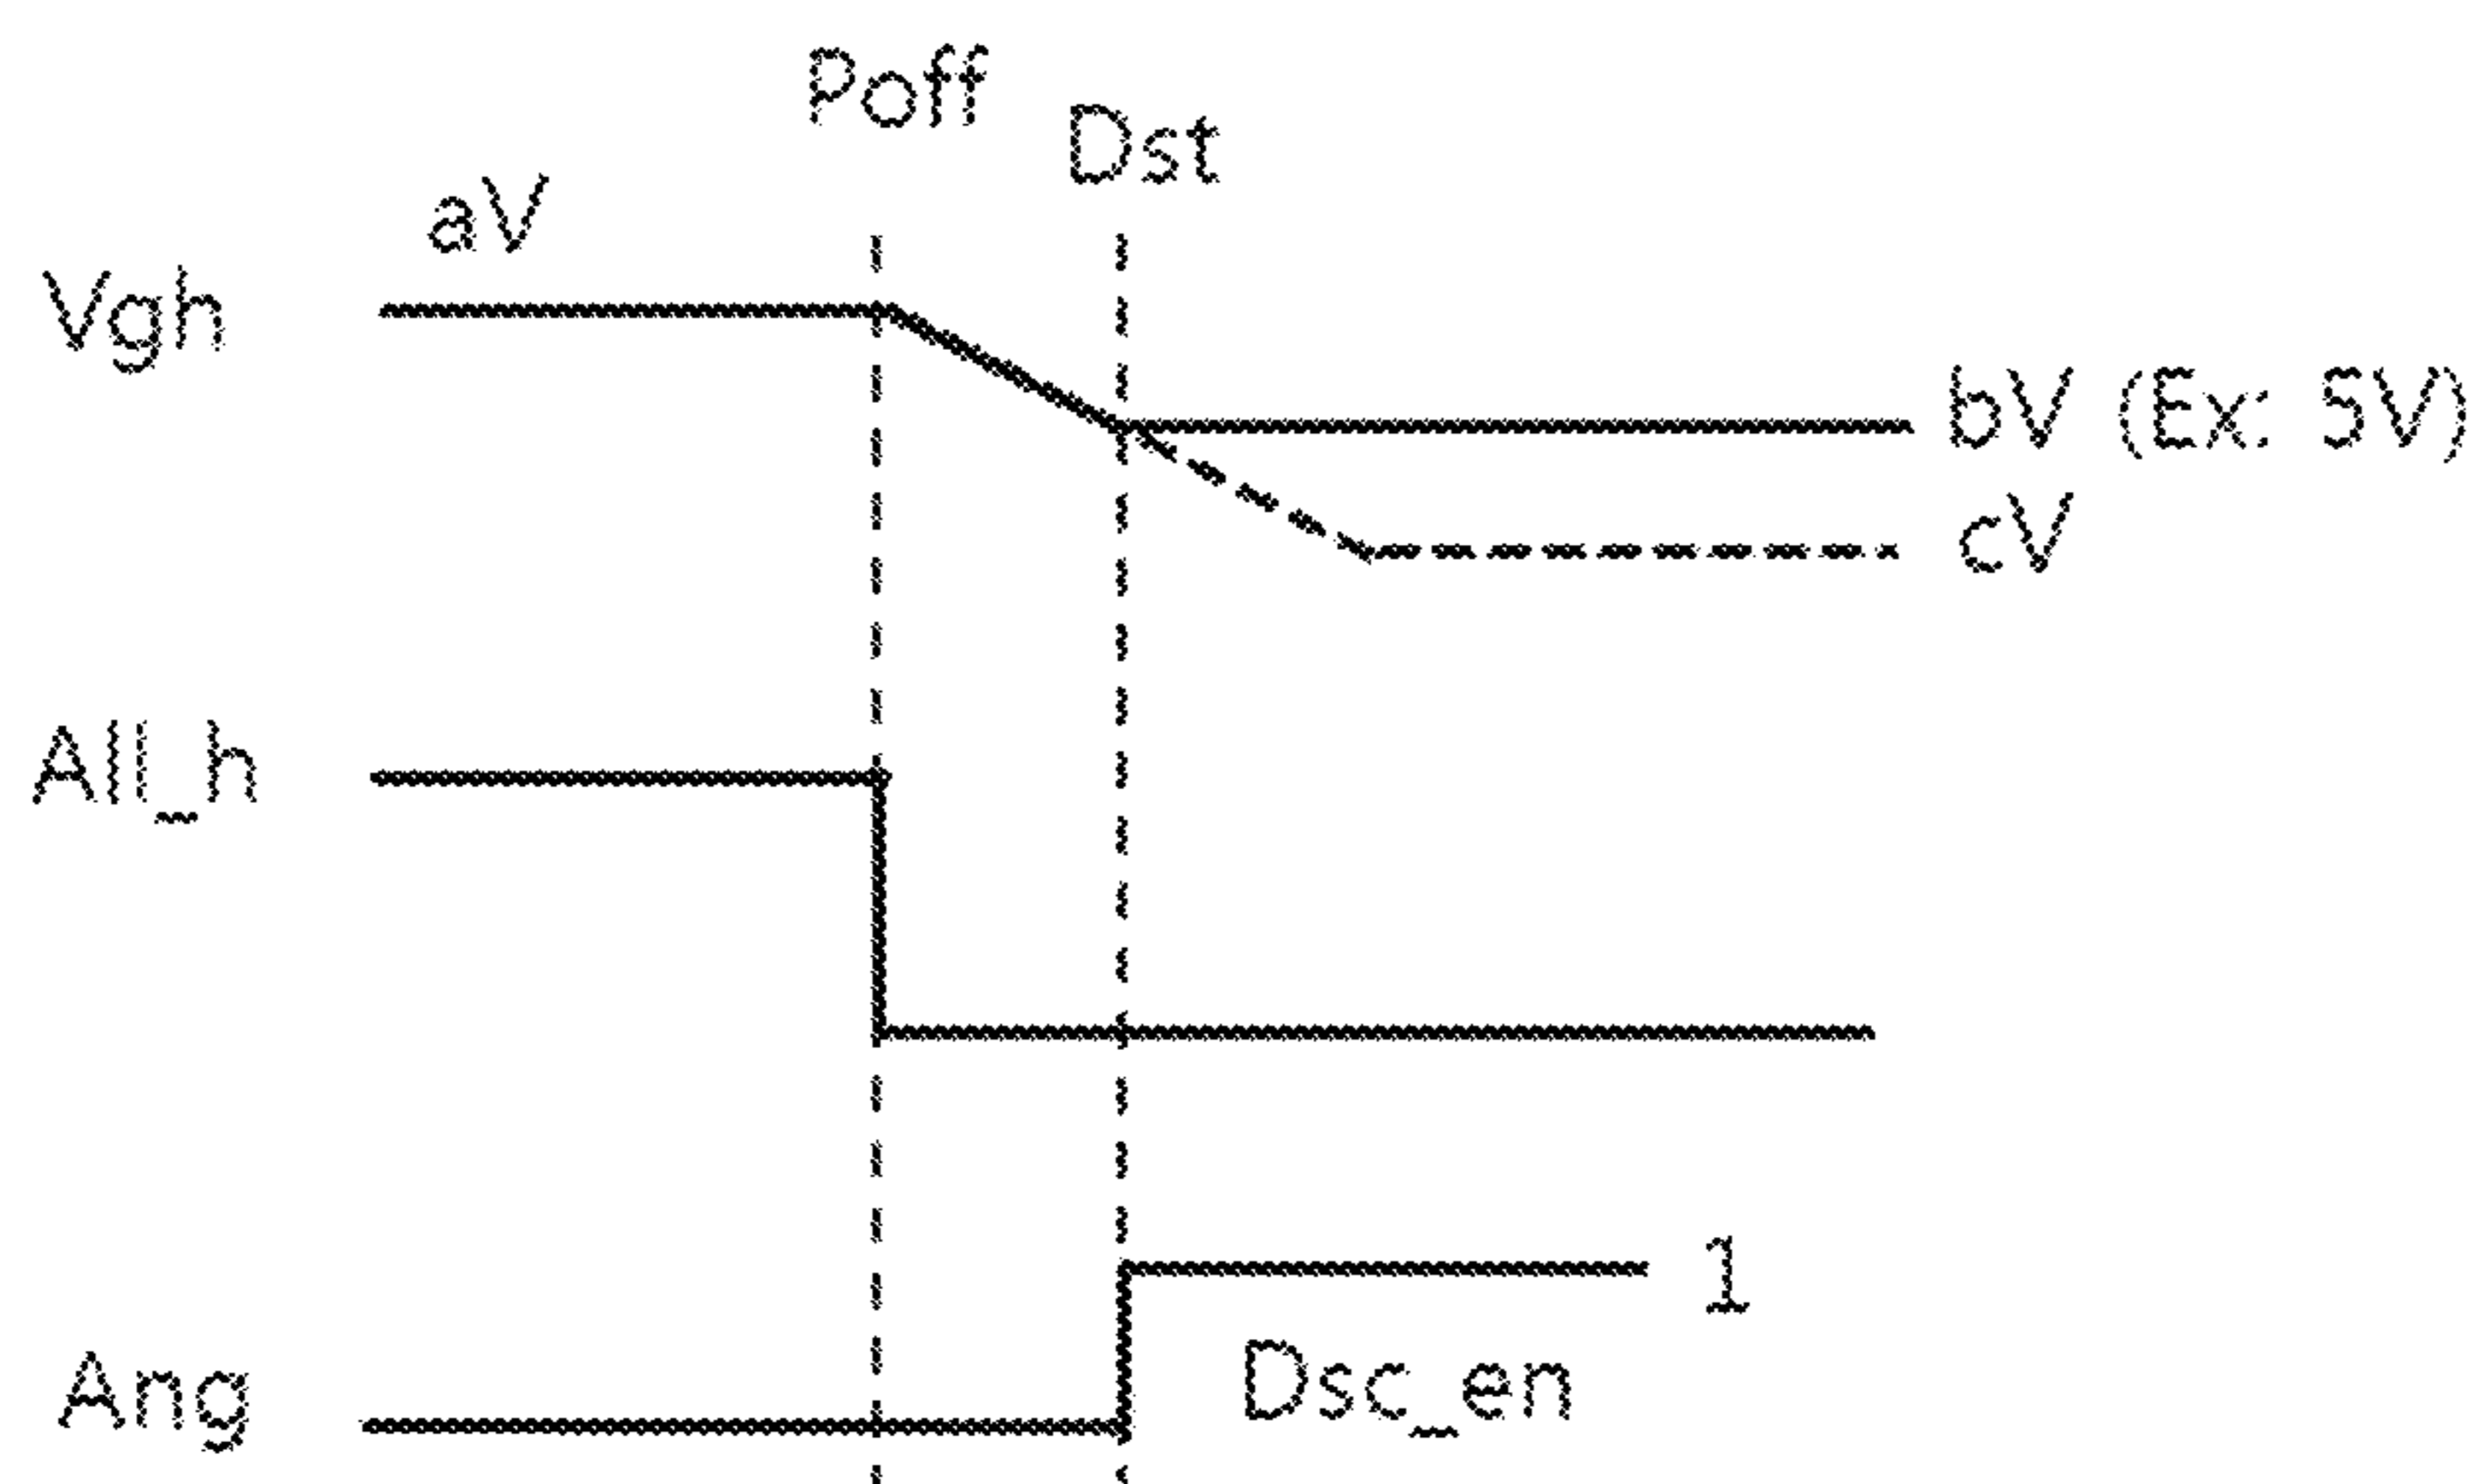 Poff
Dst
aV
Vgh
bV (Ex: 5V)
cV
All_h
1
Dsc_en
Ang